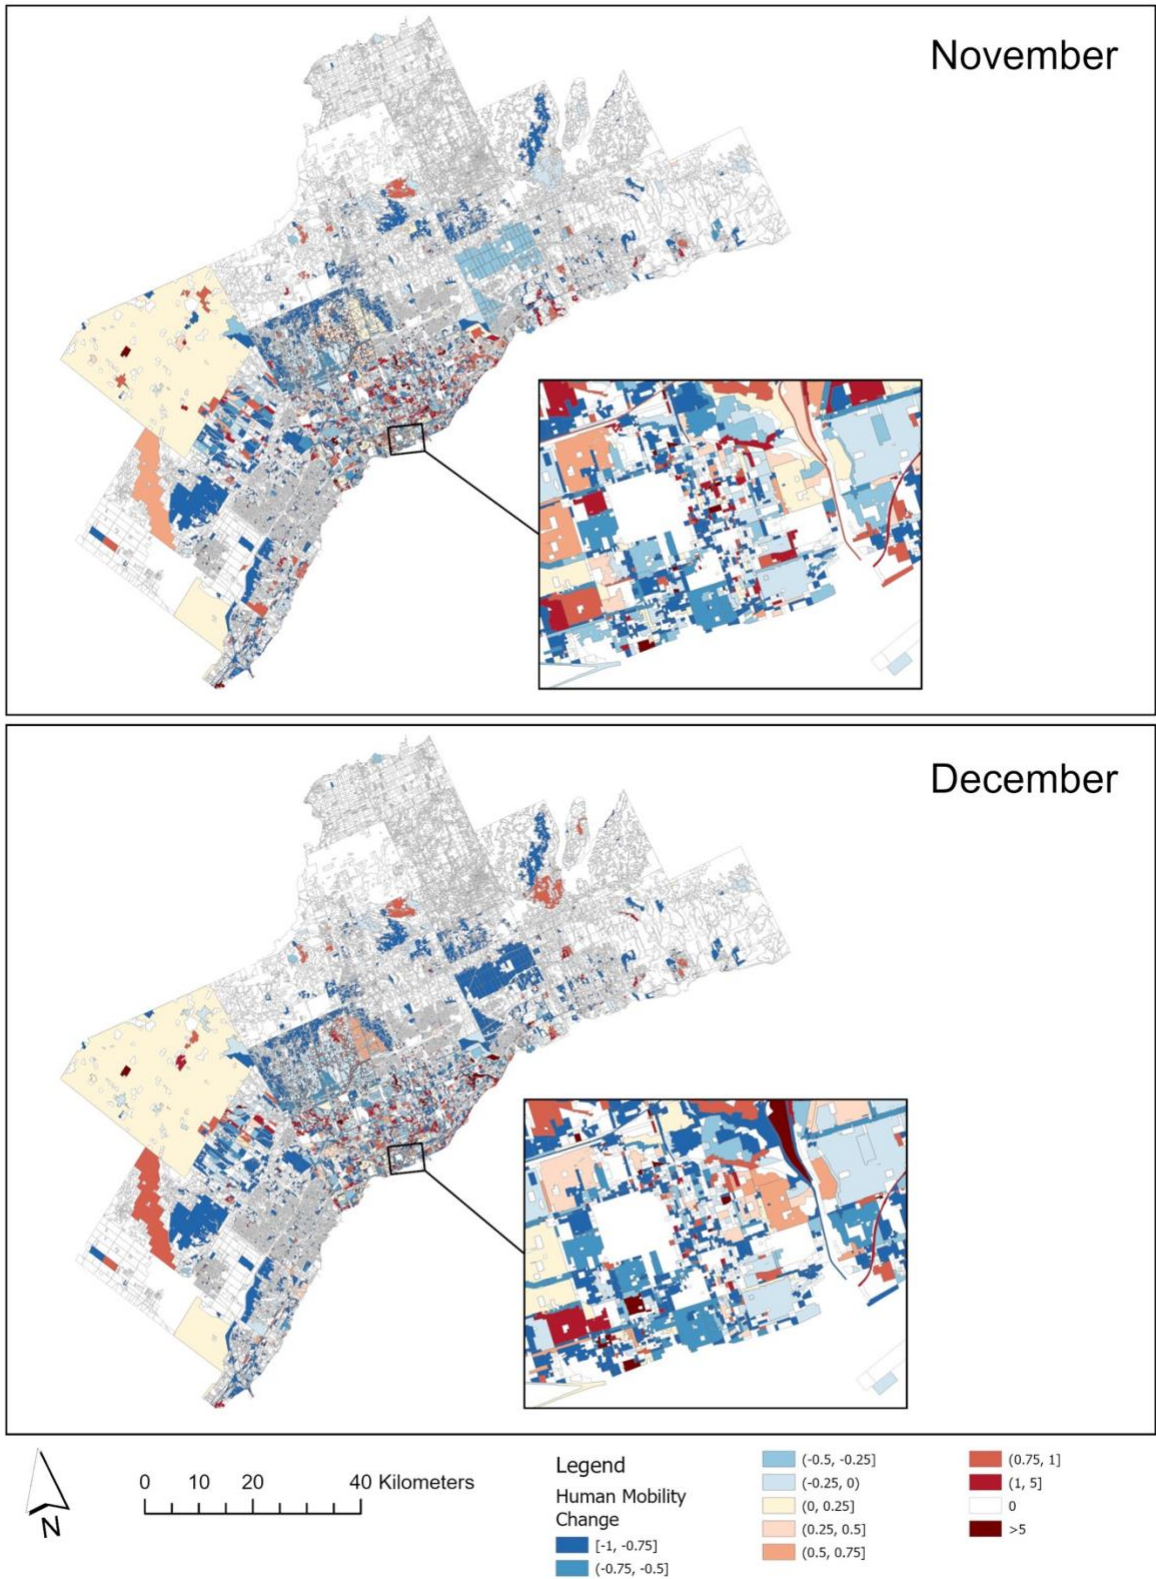 November
December
N
0 10 20 40 Kilometers
Legend
Human Mobility
Change
[-1, -0.75]
(-0.75, -0.5]
(-0.5, -0.25]
(-0.25, 0)
(0, 0.25]
(0.25, 0.5]
(0.5, 0.75]
(0.75, 1]
(1, 5]
0
>5